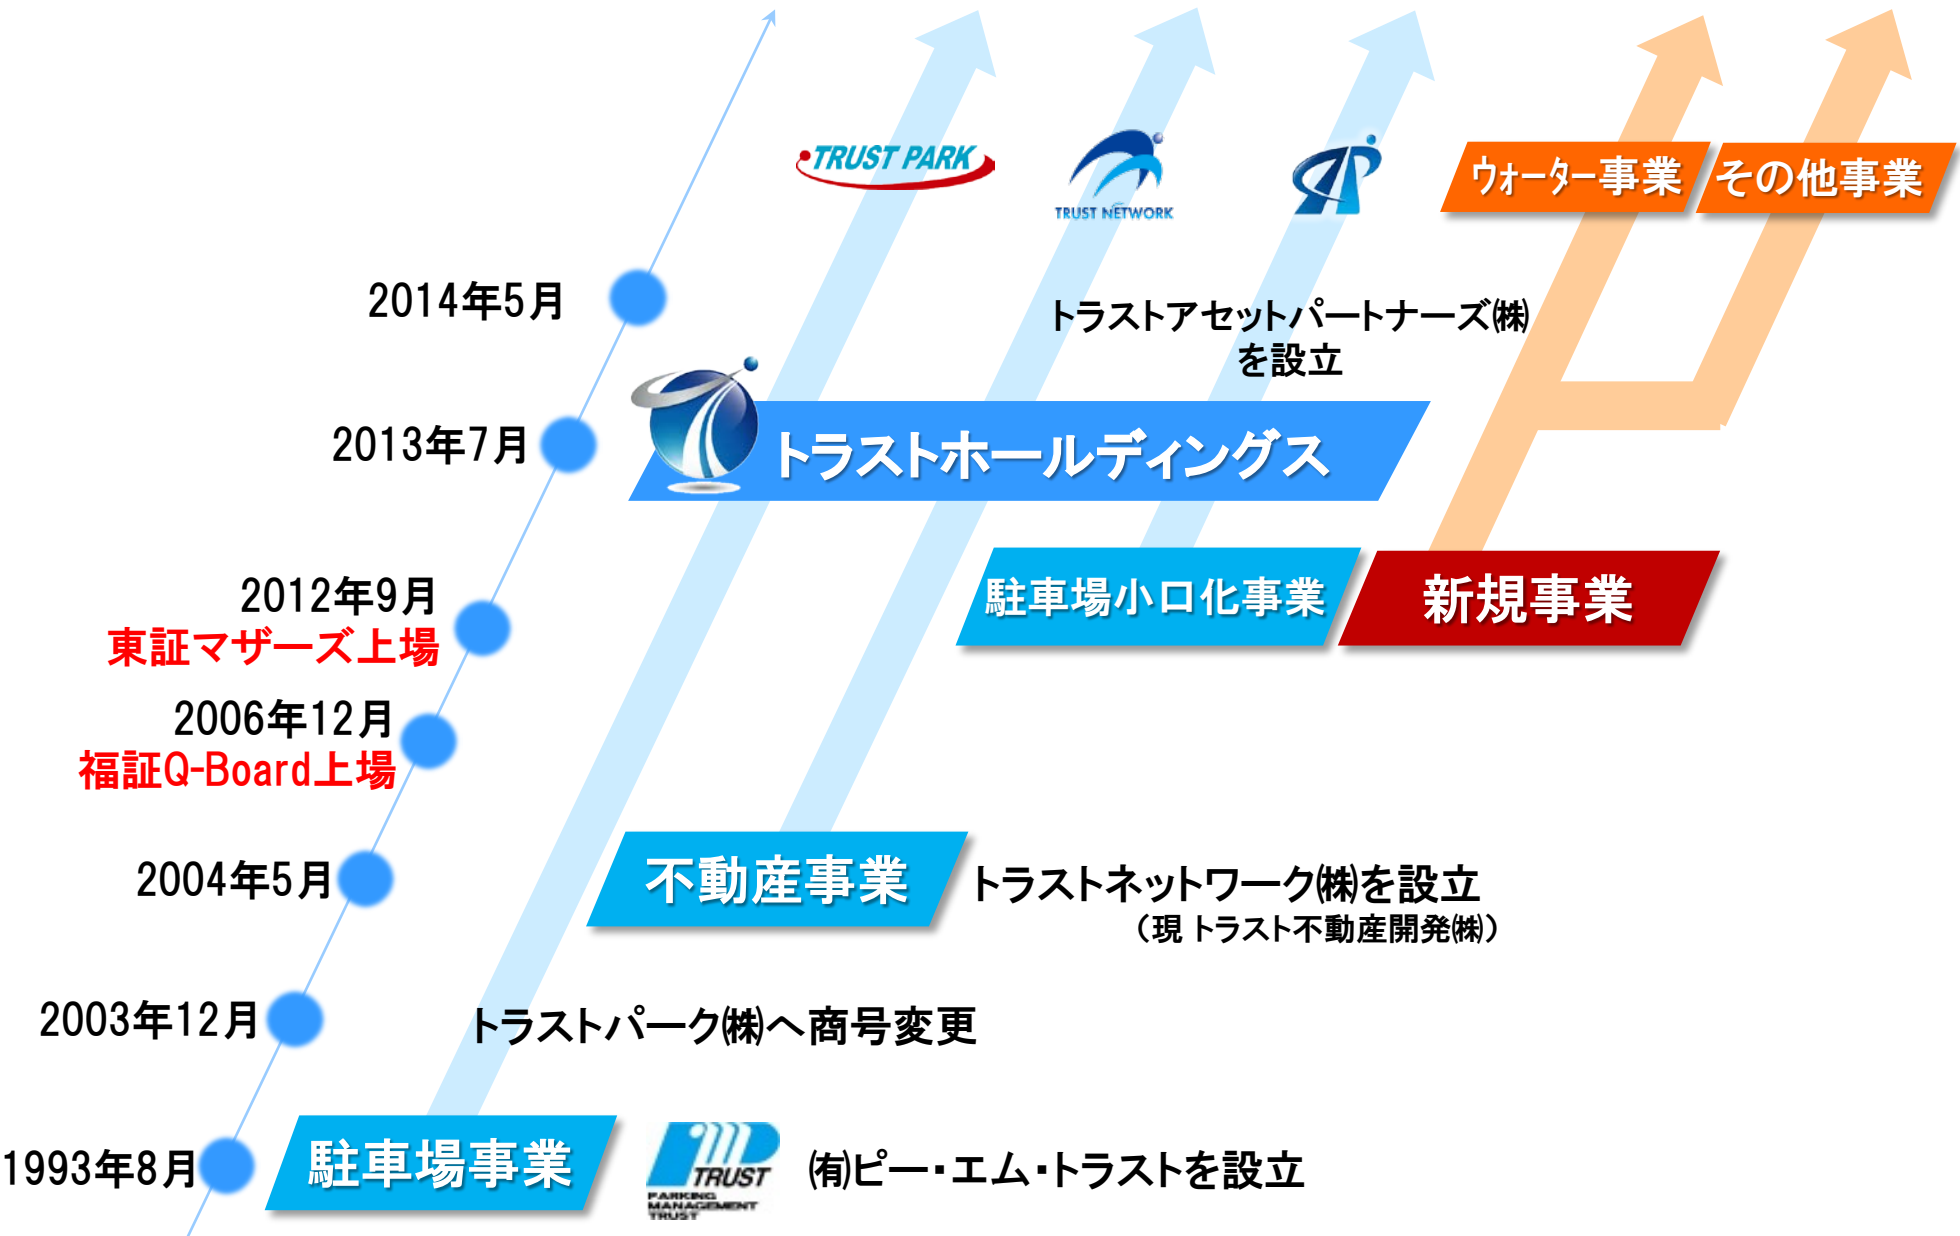 TRUST PARK
TRUST NETWORK
ウォーター事業
その他事業
2014年5月
トラストアセットパートナーズ㈱
を設立
2013年7月
トラストホールディングス
2012年9月
東証マザーズ上場
駐車場小口化事業
新規事業
2006年12月
福証Q-Board上場
2004年5月
不動産事業
トラストネットワーク㈱を設立
（現 トラスト不動産開発㈱）
2003年12月
トラストパーク㈱へ商号変更
1993年8月
駐車場事業
TRUST
PARKING
MANAGEMENT
TRUST
㈲ピー・エム・トラストを設立